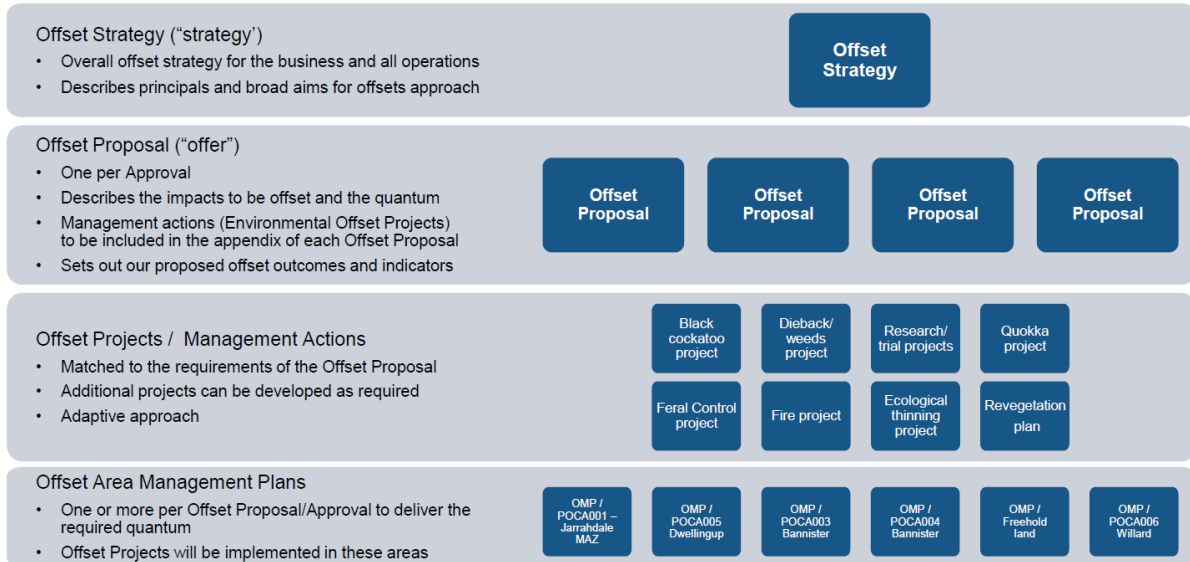 Offset Strategy (“strategy’)
• Overall offset strategy for the business and all operations
• Describes principals and broad aims for offsets approach
Offset
Strategy
Offset Proposal (“offer”)
• One per Approval
• Describes the impacts to be offset and the quantum
• Management actions (Environmental Offset Projects)
to be included in the appendix of each Offset Proposal
• Sets out our proposed offset outcomes and indicators
Offset
Proposal
Offset
Proposal
Offset
Proposal
Offset
Proposal
Offset Projects / Management Actions
• Matched to the requirements of the Offset Proposal
• Additional projects can be developed as required
• Adaptive approach
Black
cockatoo
project
Dieback/
weeds
project
Research/
trial projects
Quokka
project
Feral Control
project
Fire project
Ecological
thinning
project
Revegetation
plan
Offset Area Management Plans
• One or more per Offset Proposal/Approval to deliver the
required quantum
• Offset Projects will be implemented in these areas
OMP /
POCA001 –
Jarrahdale
MAZ
OMP /
POCA005
Dwellingup
OMP /
POCA003
Bannister
OMP /
POCA004
Bannister
OMP /
Freehold
land
OMP /
POCA006
Willard